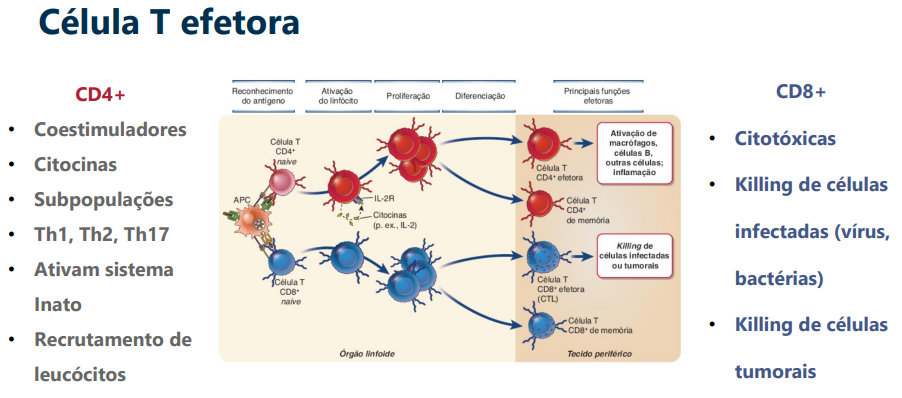 Célula T efetora
CD4+
• Coestimuladores
• Citocinas
• Subpopulações
• Th1, Th2, Th17
• Ativam sistema
Inato
• Recrutamento de
leucócitos
Reconhecimento
do antígeno
Ativação
do linfócito
Proliferação
Diferenciação
Principais funções
efetoras
Célula T
CD4+
naive
APC
IL-2R
Citocinas
(p. ex., IL-2)
Célula T
CD8+
naive
Célula T
CD4+ efetora
Ativação de
macrófagos,
células B,
outras células;
inflamação
Célula T
CD4+
de memória
Célula T
CD8+ efetora
(CTL)
Killing de
células infectadas
ou tumorais
Célula T
CD8+ de memória
Órgão linfoide
Tecido periférico
CD8+
• Citotóxicas
• Killing de células
infectadas (vírus,
bactérias)
• Killing de células
tumorais